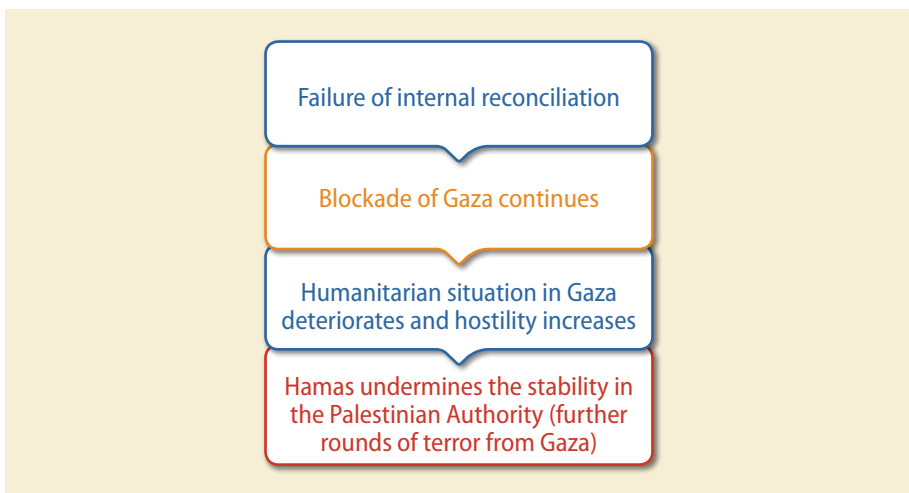 Failure of internal reconciliation
Blockade of Gaza continues
Humanitarian situation in Gaza
deteriorates and hostility increases
Hamas undermines the stability in
the Palestinian Authority (further
rounds of terror from Gaza)